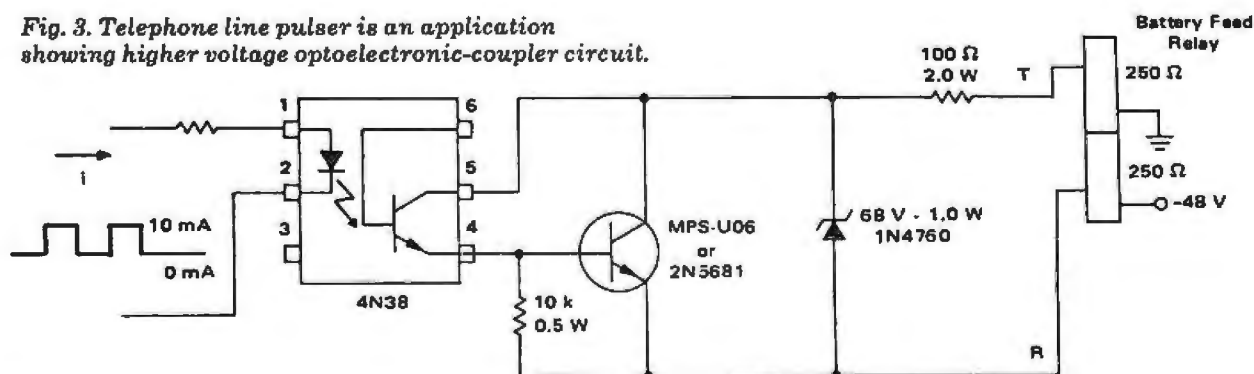 Fig. 3. Telephone line pulser is an application
showing higher voltage optoelectronic-coupler circuit.
Battery Feed
Relay
100 Ω
2.0 W
T
250 Ω
1
6
i
2
5
250 Ω
-48 V
10 mA
0 mA
3
4
MPS-U06
or
2N5681
68 V - 1.0 W
1N4760
4N38
10 k
0.5 W
R